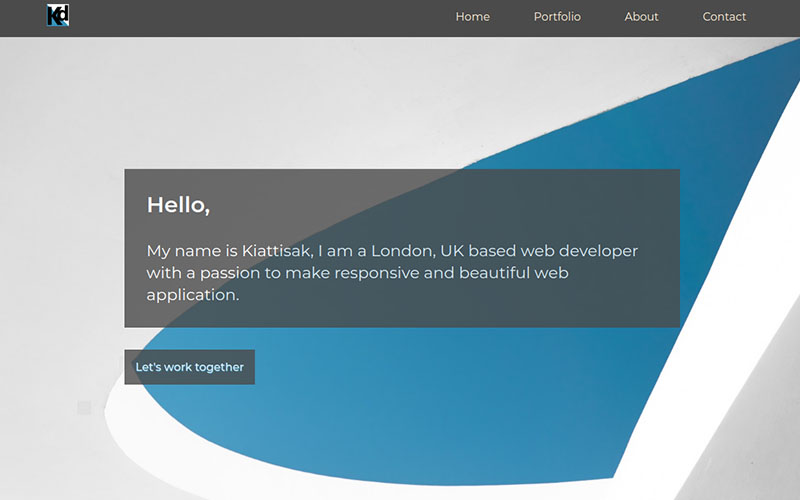 Kd
Home Portfolio About Contact
Hello,
My name is Kiattisak, I am a London, UK based web developer
with a passion to make responsive and beautiful web
application.
Let's work together